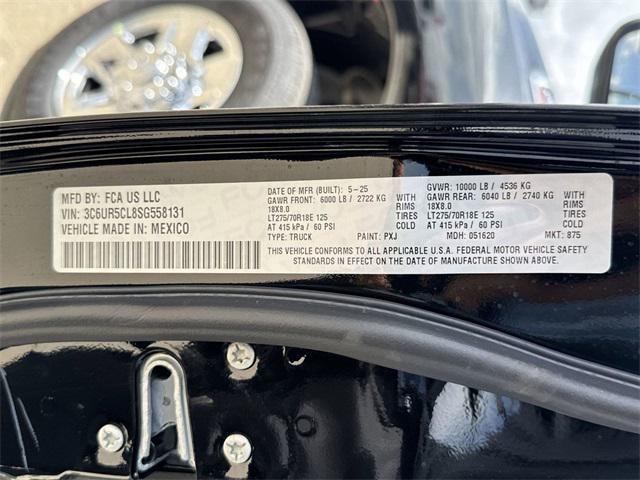 MFD BY: FCA US LLC
VIN: 3C6UR5CL8SG558131
VEHICLE MADE IN: MEXICO
DATE OF MFR (BUILT): 5-25
GAWR FRONT: 6000 LB / 2722 KG
WITH 18X8.0 RIMS
LT275/70R18E 125 TIRES
AT 415 kPa / 60 PSI COLD
TYPE: TRUCK PAINT: PXJ
GVWR: 10000 LB / 4536 KG
GAWR REAR: 6040 LB / 2740 KG
18X8.0 WITH RIMS
LT275/70R18E 125 TIRES
AT 415 kPa / 60 PSI COLD
MDH: 051620 MKT: 875
THIS VEHICLE CONFORMS TO ALL APPLICABLE U.S.A. FEDERAL MOTOR VEHICLE SAFETY
STANDARDS IN EFFECT ON THE DATE OF MANUFACTURE SHOWN ABOVE.